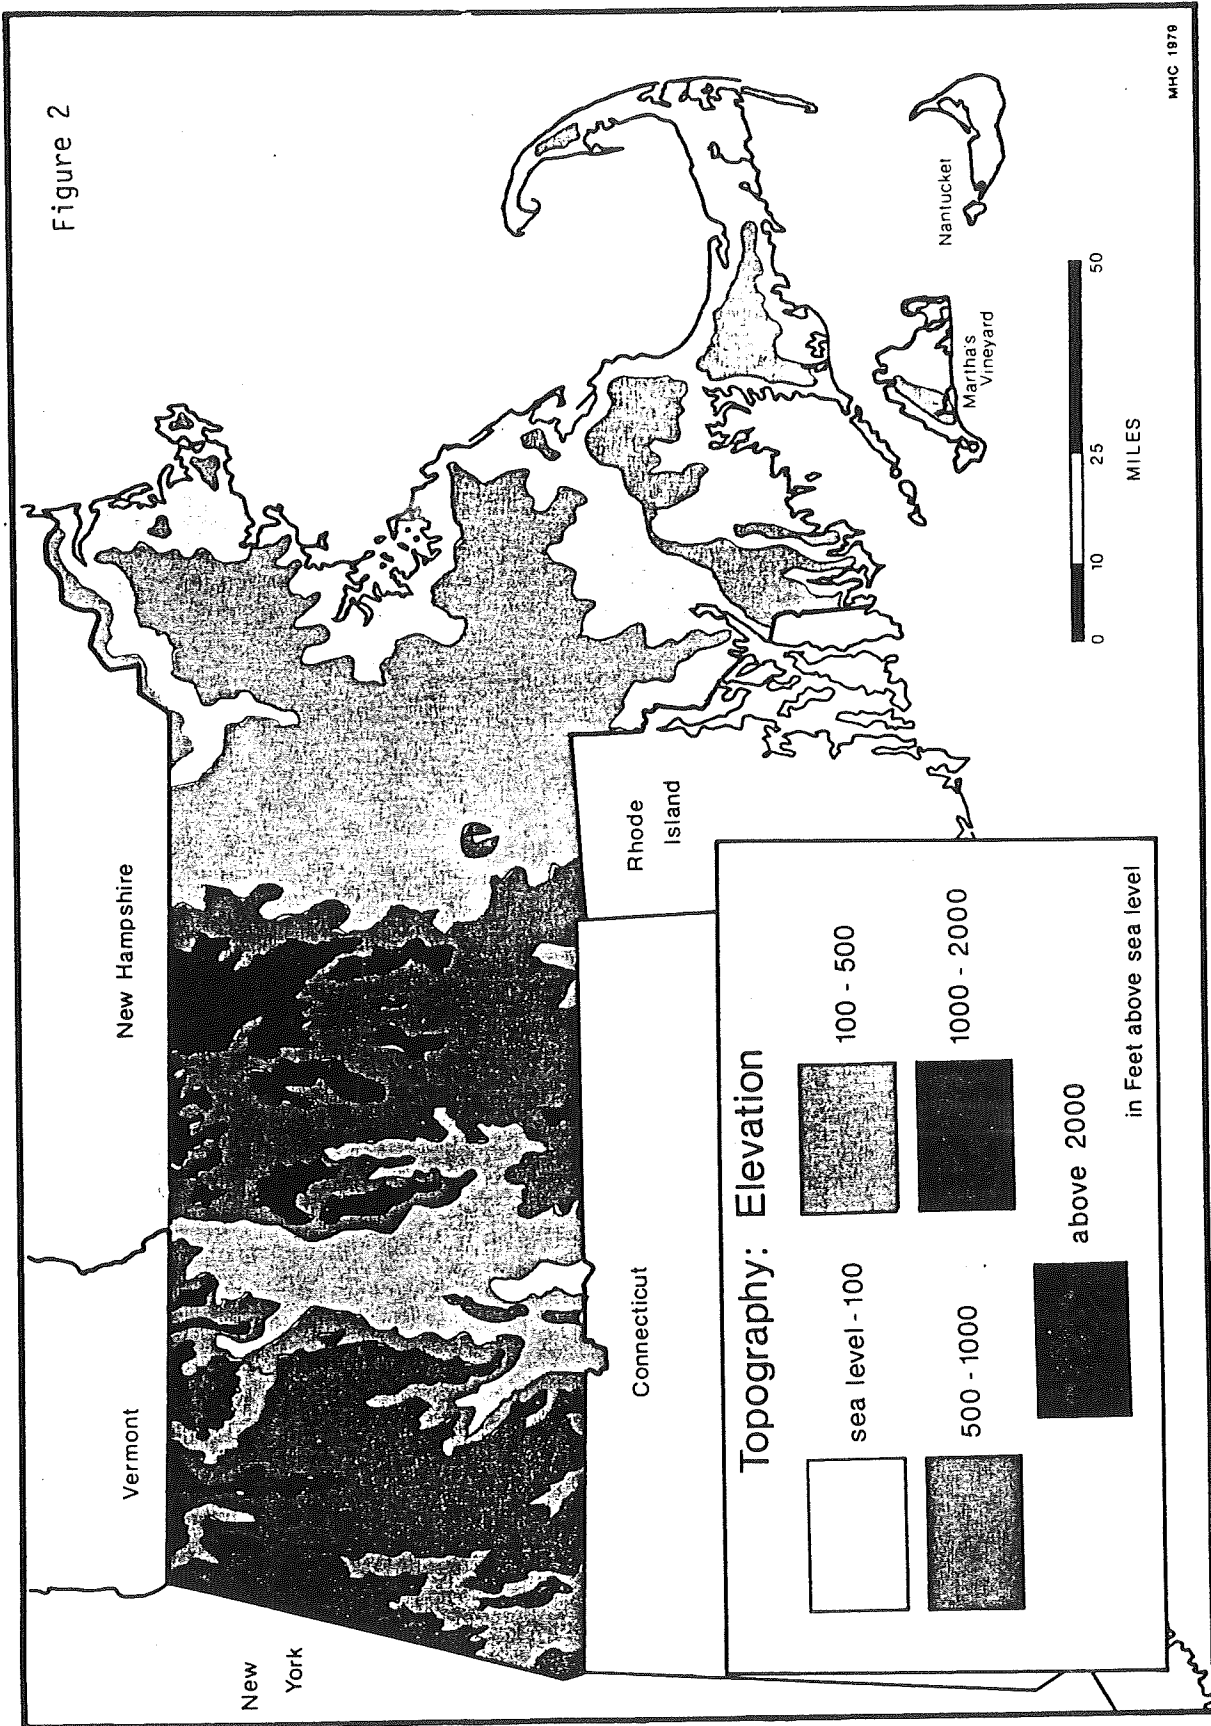 Figure 2
New Hampshire
Vermont
New
York
Connecticut
Rhode
Island
Nantucket
Martha's
Vineyard
0 10 25 50
MILES
Topography: Elevation
sea level - 100
100 - 500
500 - 1000
1000 - 2000
above 2000
in Feet above sea level
MHC 1979